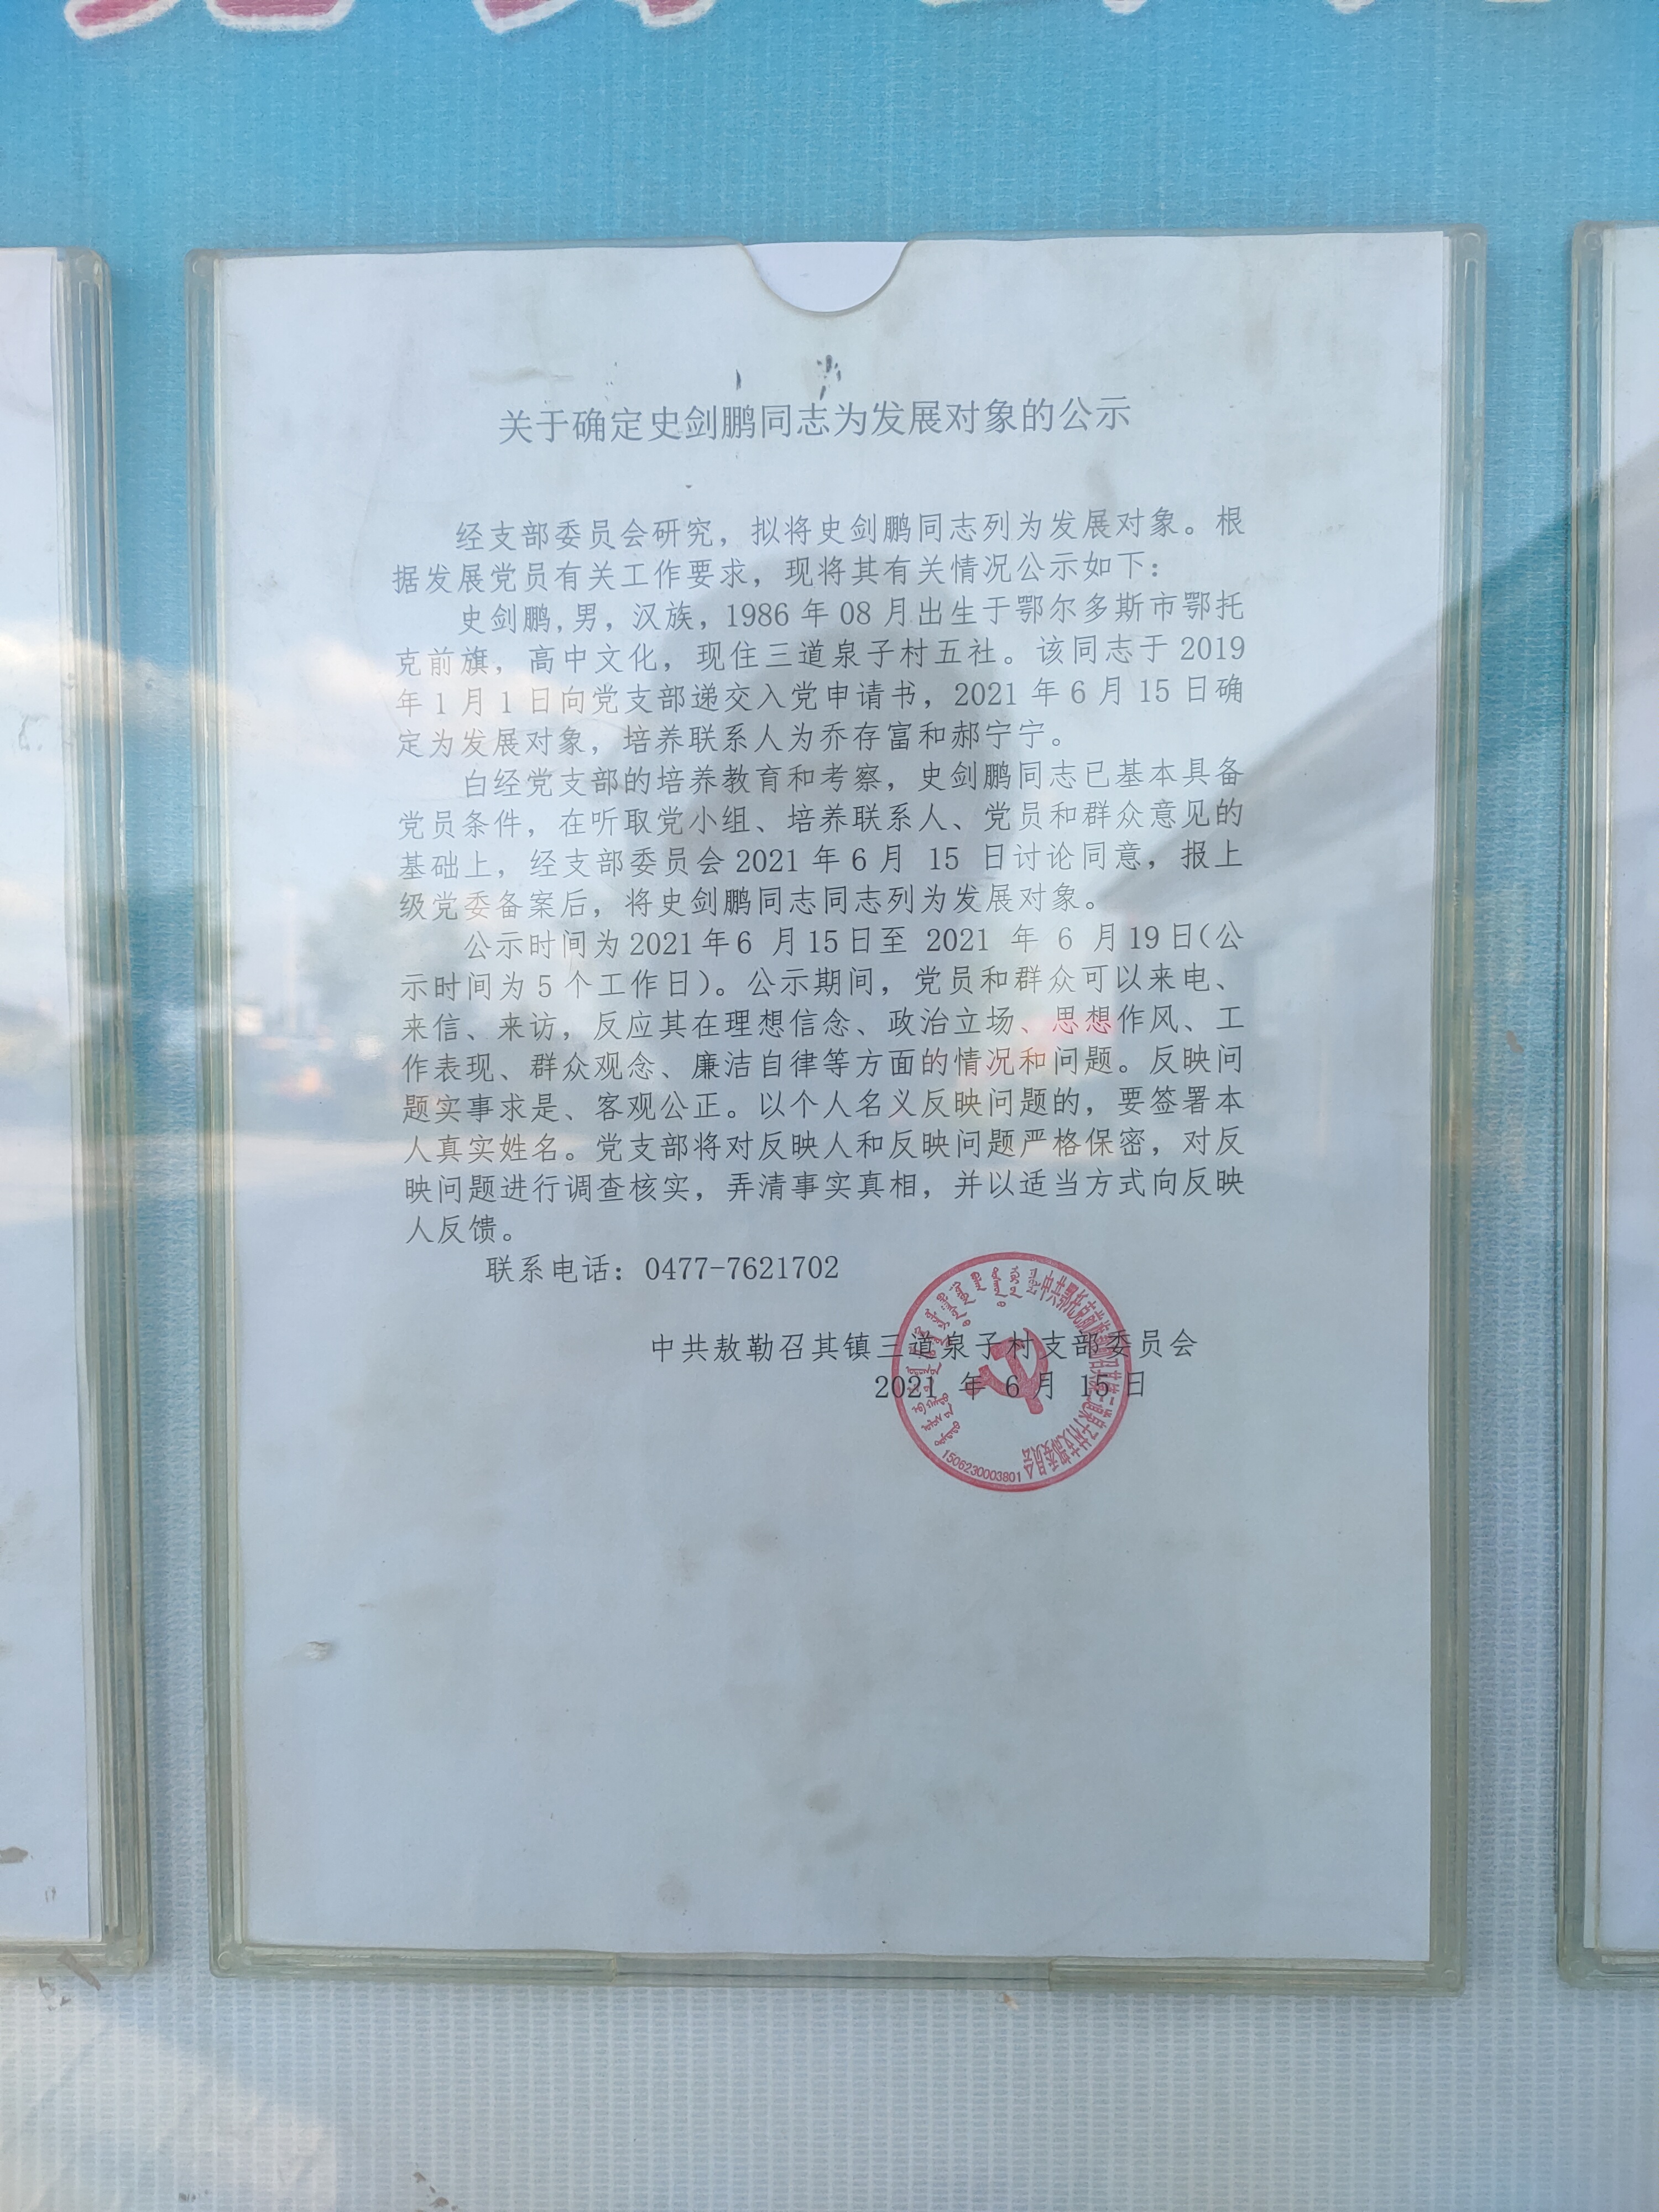 关于确定史剑鹏同志为发展对象的公示
经支部委员会研究，拟将史剑鹏同志列为发展对象。根
据发展党员有关工作要求，现将其有关情况公示如下：
史剑鹏,男，汉族，1986年08月出生于鄂尔多斯市鄂托
克前旗，高中文化，现住三道泉子村五社。该同志于2019
年1月1日向党支部递交入党申请书，2021年6月15日确
定为发展对象，培养联系人为乔存富和郝宁宁。
白经党支部的培养教育和考察，史剑鹏同志已基本具备
党员条件，在听取党小组、培养联系人、党员和群众意见的
基础上，经支部委员会2021年6月 15 日讨论同意，报上
级党委备案后，将史剑鹏同志同志列为发展对象。
公示时间为2021年6 月15日至 2021 年 6 月19日(公
示时间为5个工作日)。公示期间，党员和群众可以来电、
来信、来访，反应其在理想信念、政治立场、思想作风、工
作表现、群众观念、廉洁自律等方面的情况和问题。反映问
题实事求是、客观公正。以个人名义反映问题的，要签署本
人真实姓名。党支部将对反映人和反映问题严格保密，对反
映问题进行调查核实，弄清事实真相，并以适当方式向反映
人反馈。
联系电话：0477-7621702
中共敖勒召其镇三道泉子村支部委员会
2021 年 6月 15日
1506230003801